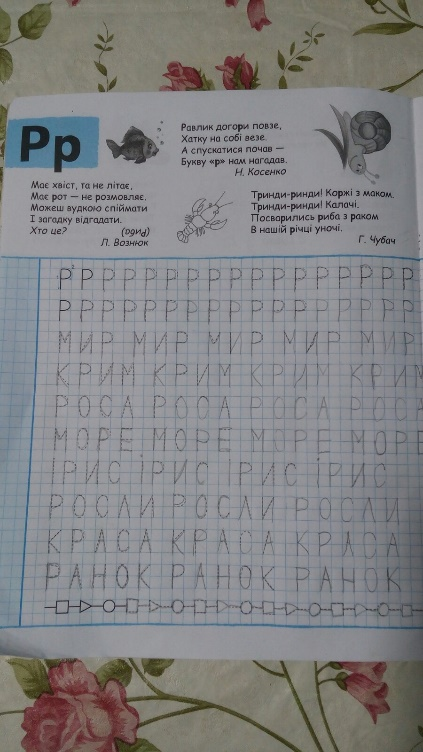 Рр
Равлик догори повзе,
Хатку на собі везе.
А спускатися почав —
Букву «р» нам нагадав.
Н. Косенко
Має хвіст, та не літає,
Має рот — не розмовляє.
Можеш вудкою спіймати
І загадку відгадати.
Хто це? (Риба)
Л. Вознюк
Тринди-ринди! Коржі з маком.
Тринди-ринди! Калачі.
Посварились риба з раком
В нашій річці уночі.
Г. Чубач
Р Р Р Р Р Р Р Р Р Р Р Р Р Р Р Р Р
Р Р Р Р Р Р Р Р Р Р Р Р Р Р Р Р Р
МИР МИР МИР МИР МИР
КРИМ КРИМ КРИМ КРИМ
РОСА РОСА РОСА РОСА
МОРЕ МОРЕ МОРЕ МОРЕ
ІРИС ІРИС ІРИС ІРИС
РОСЛИ РОСЛИ РОСЛИ
КРАСА КРАСА КРАСА
РАНОК РАНОК РАНОК